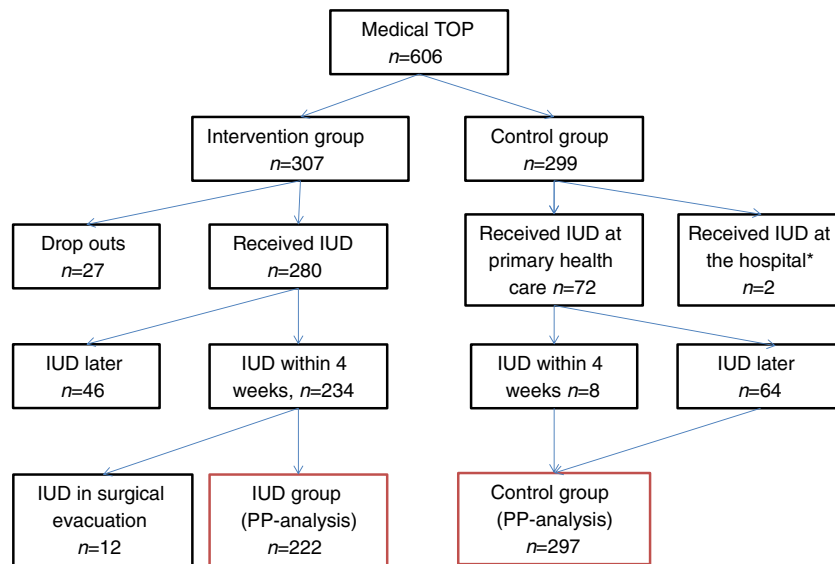 Medical TOP
n=606
Intervention group
n=307
Control group
n=299
Drop outs
n=27
Received IUD
n=280
Received IUD at
primary health
care n=72
Received IUD at
the hospital*
n=2
IUD later
n=46
IUD within 4
weeks, n=234
IUD within 4
weeks n=8
IUD later
n=64
IUD in surgical
evacuation
n=12
IUD group
(PP-analysis)
n=222
Control group
(PP-analysis)
n=297